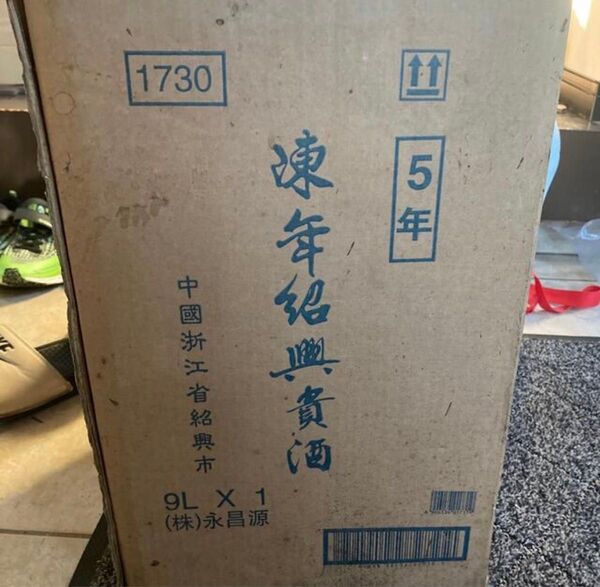 1730
5年
陳年紹興貴酒
中國浙江省紹興市
9L X 1
(株)永昌源